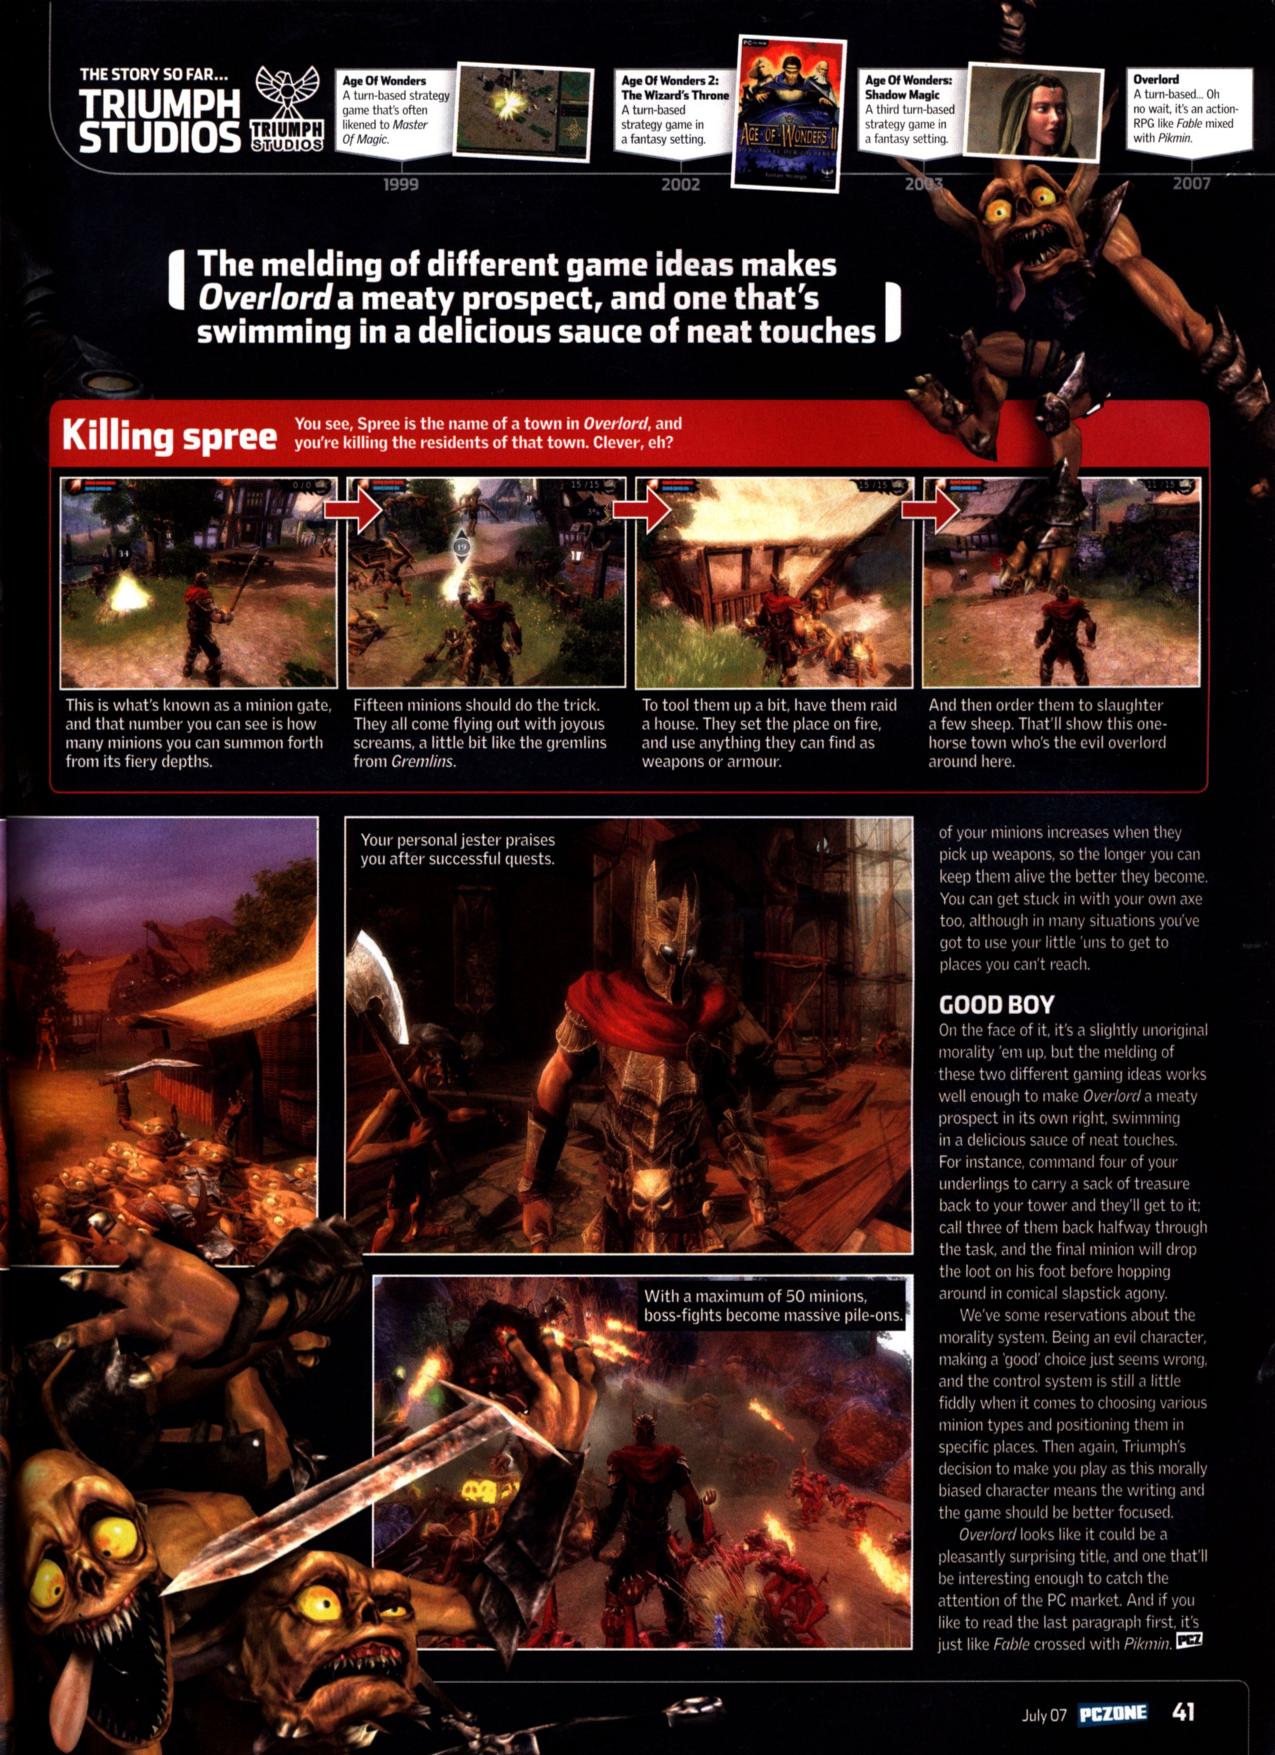 THE STORY SO FAR...
TRIUMPH
STUDIOS
TRIUMPH
STUDIOS
Age Of Wonders
A turn-based strategy
game that's often
likened to Master
Of Magic.
1999
Age Of Wonders 2:
The Wizard's Throne
A turn-based
strategy game in
a fantasy setting.
2002
AGE OF WONDERS II
Age Of Wonders:
Shadow Magic
A third turn-based
strategy game in
a fantasy setting.
2003
Overlord
A turn-based... Oh
no wait, it's an action-
RPG like Fable mixed
with Pikmin.
2007
The melding of different game ideas makes
Overlord a meaty prospect, and one that's
swimming in a delicious sauce of neat touches
Killing spree
You see, Spree is the name of a town in Overlord, and
you're killing the residents of that town. Clever, eh?
0/0
34
15/15
19
15/15
11/15
This is what's known as a minion gate,
and that number you can see is how
many minions you can summon forth
from its fiery depths.
Fifteen minions should do the trick.
They all come flying out with joyous
screams, a little bit like the gremlins
from Gremlins.
To tool them up a bit, have them raid
a house. They set the place on fire,
and use anything they can find as
weapons or armour.
And then order them to slaughter
a few sheep. That'll show this one-
horse town who's the evil overlord
around here.
Your personal jester praises
you after successful quests.
With a maximum of 50 minions,
boss-fights become massive pile-ons.
of your minions increases when they
pick up weapons, so the longer you can
keep them alive the better they become.
You can get stuck in with your own axe
too, although in many situations you've
got to use your little 'uns to get to
places you can't reach.
GOOD BOY
On the face of it, it's a slightly unoriginal
morality 'em up, but the melding of
these two different gaming ideas works
well enough to make Overlord a meaty
prospect in its own right, swimming
in a delicious sauce of neat touches.
For instance, command four of your
underlings to carry a sack of treasure
back to your tower and they'll get to it;
call three of them back halfway through
the task, and the final minion will drop
the loot on his foot before hopping
around in comical slapstick agony.
We've some reservations about the
morality system. Being an evil character,
making a 'good' choice just seems wrong,
and the control system is still a little
fiddly when it comes to choosing various
minion types and positioning them in
specific places. Then again, Triumph's
decision to make you play as this morally
biased character means the writing and
the game should be better focused.
Overlord looks like it could be a
pleasantly surprising title, and one that'll
be interesting enough to catch the
attention of the PC market. And if you
like to read the last paragraph first, it's
just like Fable crossed with Pikmin. PCZ
July 07 PCZONE 41